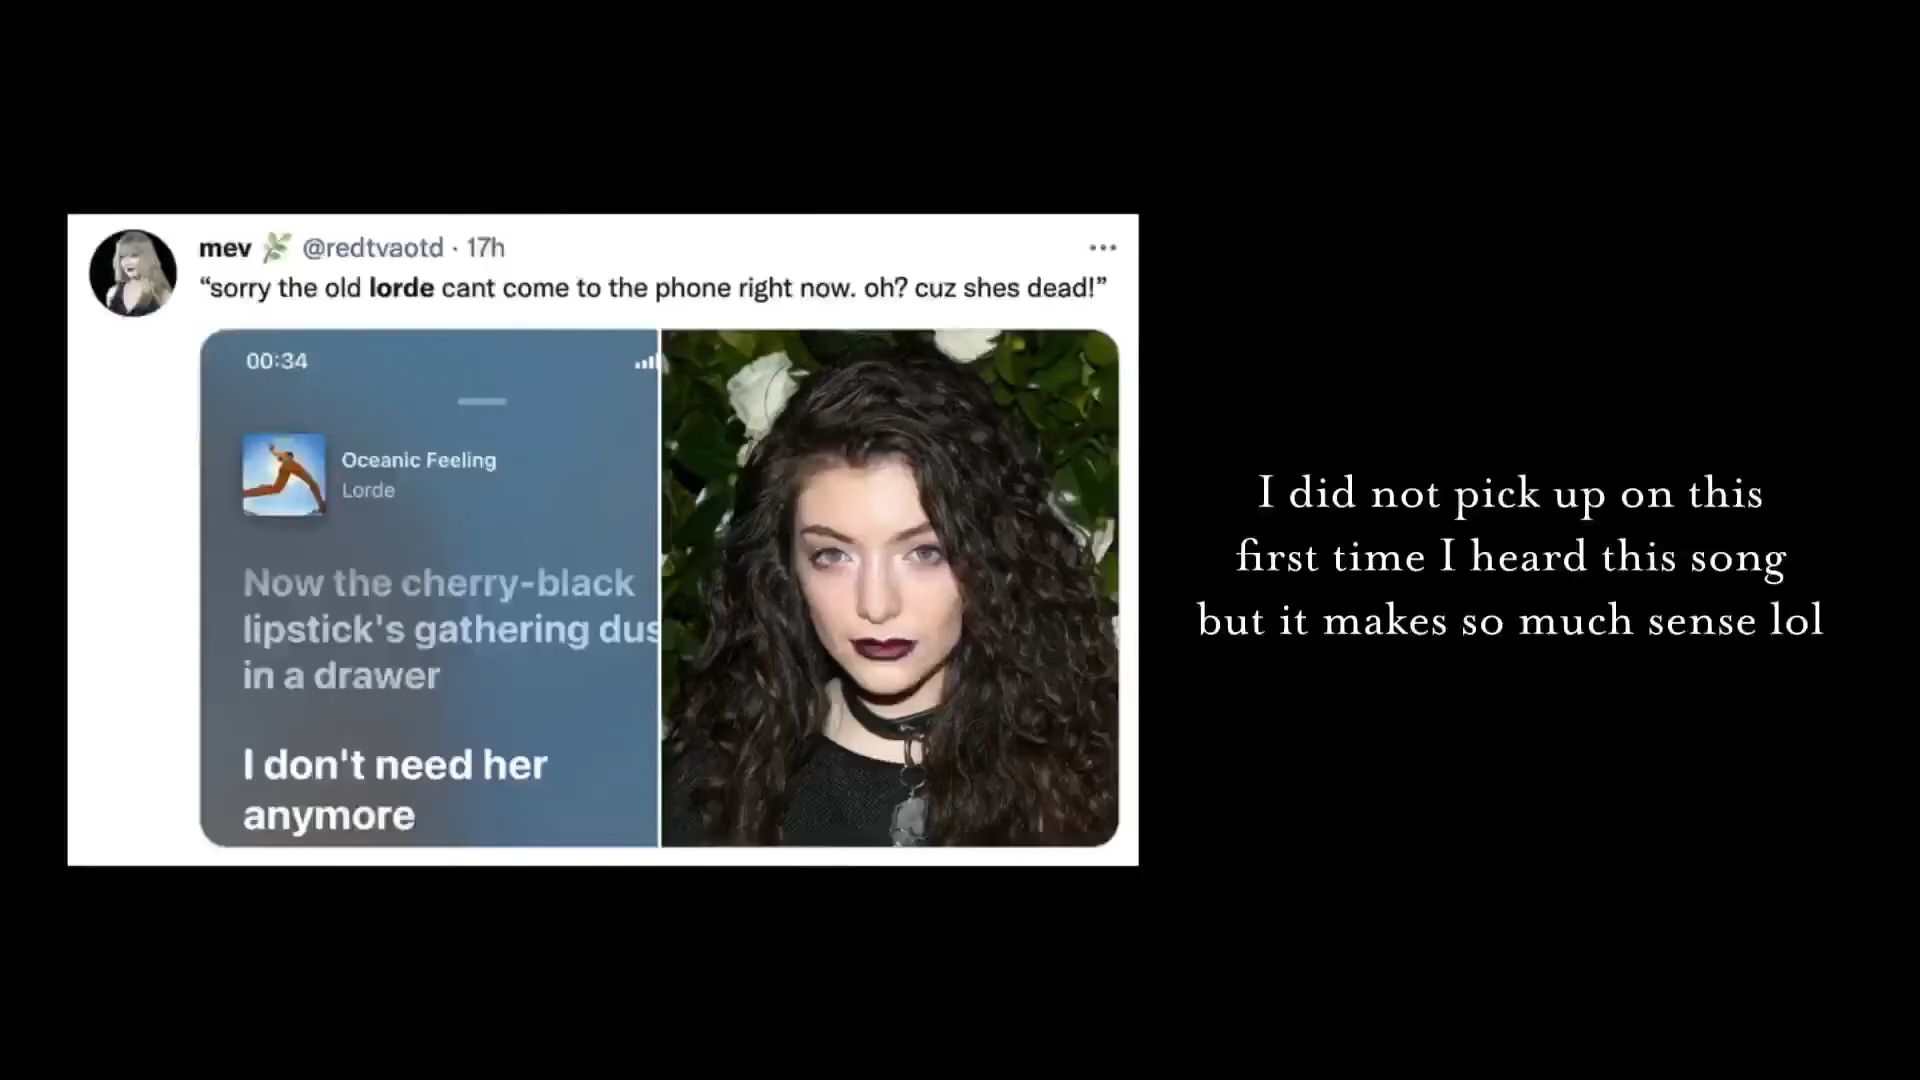 mev @redtvaotd · 17h
“sorry the old lorde cant come to the phone right now. oh? cuz shes dead!”
00:34
Oceanic Feeling
Lorde
Now the cherry-black
lipstick's gathering dus
in a drawer
I don't need her
anymore
I did not pick up on this
first time I heard this song
but it makes so much sense lol